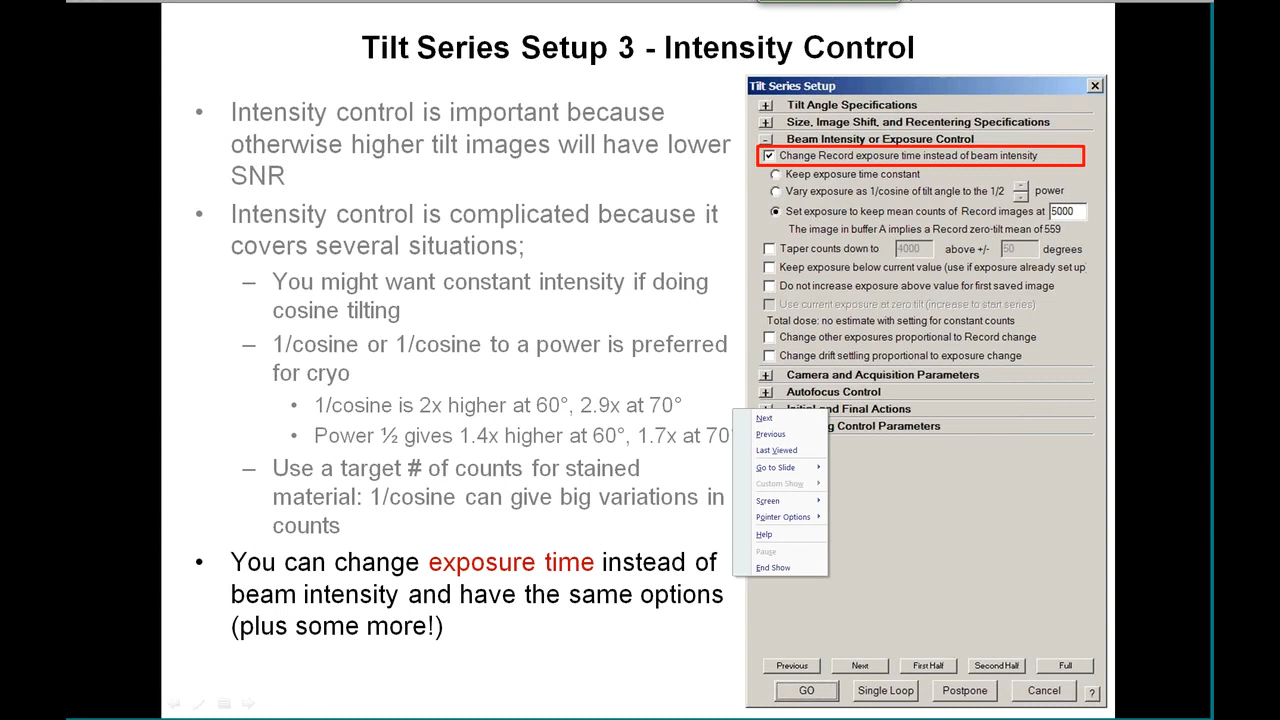 Tilt Series Setup 3 - Intensity Control
• Intensity control is important because
otherwise higher tilt images will have lower
SNR
• Intensity control is complicated because it
covers several situations;
– You might want constant intensity if doing
cosine tilting
– 1/cosine or 1/cosine to a power is preferred
for cryo
• 1/cosine is 2x higher at 60°, 2.9x at 70°
• Power ½ gives 1.4x higher at 60°, 1.7x at 70°
– Use a target # of counts for stained
material: 1/cosine can give big variations in
counts
• You can change exposure time instead of
beam intensity and have the same options
(plus some more!)
Tilt Series Setup
Tilt Angle Specifications
Size, Image Shift, and Recentering Specifications
Beam Intensity or Exposure Control
Change Record exposure time instead of beam intensity
Keep exposure time constant
Vary exposure as 1/cosine of tilt angle to the 1/2 power
Set exposure to keep mean counts of Record images at 5000
The image in buffer A implies a Record zero-tilt mean of 559
Taper counts down to 4000 above +/- 50 degrees
Keep exposure below current value (use if exposure already set up)
Do not increase exposure above value for first saved image
Use current exposure at zero tilt (increase to start series)
Total dose: no estimate with setting for constant counts
Change other exposures proportional to Record change
Change drift settling proportional to exposure change
Camera and Acquisition Parameters
Autofocus Control
Initial and Final Actions
ng Control Parameters
Next
Previous
Last Viewed
Go to Slide
Custom Show
Screen
Pointer Options
Help
Pause
End Show
Previous Next First Half Second Half Full
GO Single Loop Postpone Cancel ?